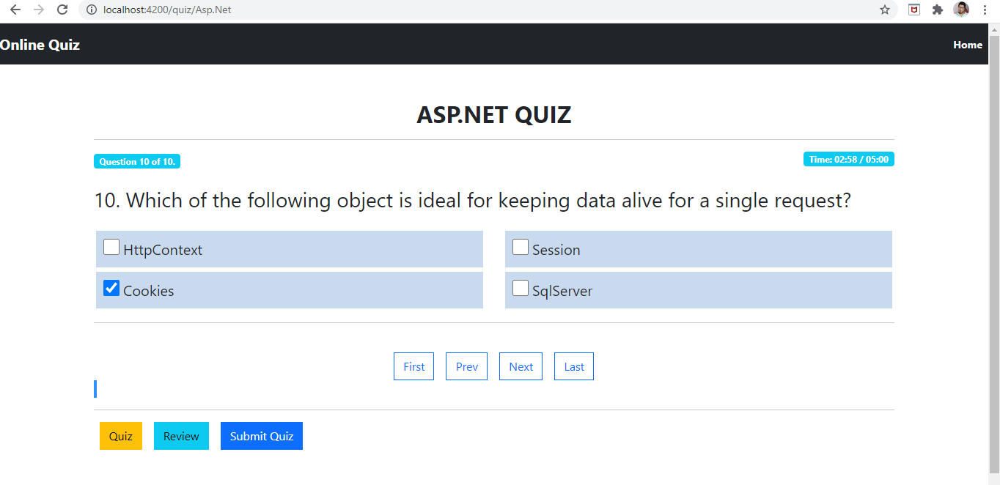 localhost:4200/quiz/Asp.Net
Online Quiz
Home
ASP.NET QUIZ
Question 10 of 10.
Time: 02:58 / 05:00
10. Which of the following object is ideal for keeping data alive for a single request?
HttpContext
Session
Cookies
SqlServer
First Prev Next Last
Quiz Review Submit Quiz